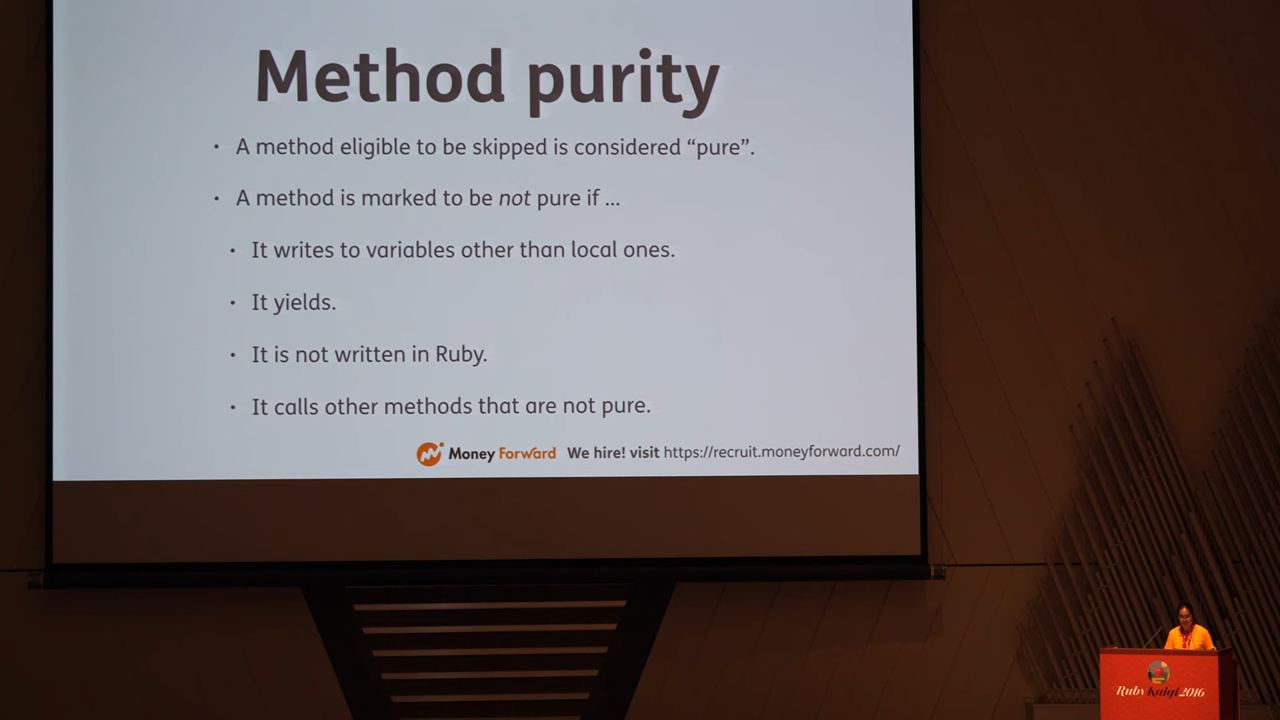 Method purity
• A method eligible to be skipped is considered “pure”.
• A method is marked to be not pure if ...
• It writes to variables other than local ones.
• It yields.
• It is not written in Ruby.
• It calls other methods that are not pure.
Money Forward We hire! visit https://recruit.moneyforward.com/
Ruby Kaigi 2016